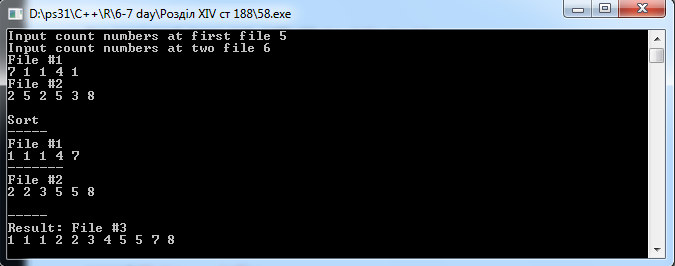 D:\ps31\C++\R\6-7 day\Розділ XIV ст 188\58.exe
Input count numbers at first file 5
Input count numbers at two file 6
File #1
7 1 1 4 1
File #2
2 5 2 5 3 8
Sort
-----
File #1
1 1 1 4 7
-------
File #2
2 2 3 5 5 8
-----
Result: File #3
1 1 1 2 2 3 4 5 5 7 8